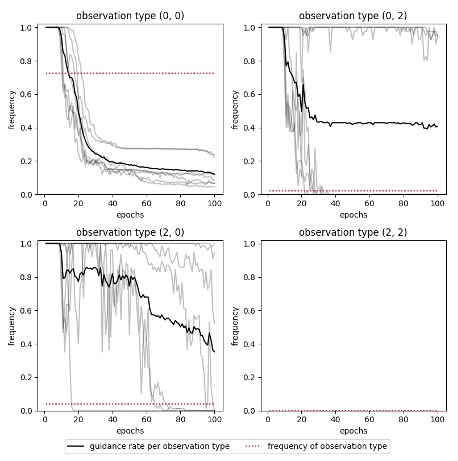 observation type (0, 0)
observation type (0, 2)
frequency
1.0
0.8
0.6
0.4
0.2
0.0
0 20 40 60 80 100
epochs
frequency
1.0
0.8
0.6
0.4
0.2
0.0
0 20 40 60 80 100
epochs
observation type (2, 0)
observation type (2, 2)
frequency
1.0
0.8
0.6
0.4
0.2
0.0
0 20 40 60 80 100
epochs
frequency
1.0
0.8
0.6
0.4
0.2
0.0
0 20 40 60 80 100
epochs
guidance rate per observation type
frequency of observation type